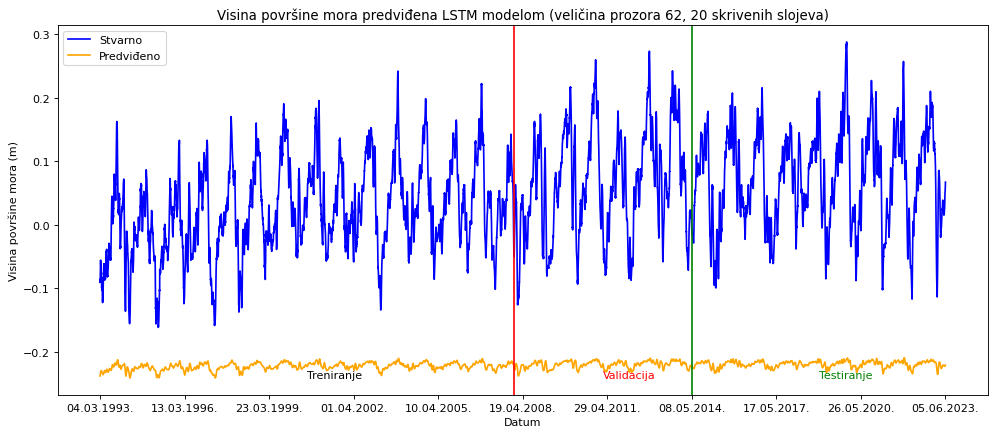 Visina površine mora predviđena LSTM modelom (veličina prozora 62, 20 skrivenih slojeva)
Stvarno
Predviđeno
Visina površine mora (m)
0.3
0.2
0.1
0.0
−0.1
−0.2
Treniranje
Validacija
Testiranje
04.03.1993.
13.03.1996.
23.03.1999.
01.04.2002.
10.04.2005.
19.04.2008.
29.04.2011.
08.05.2014.
17.05.2017.
26.05.2020.
05.06.2023.
Datum